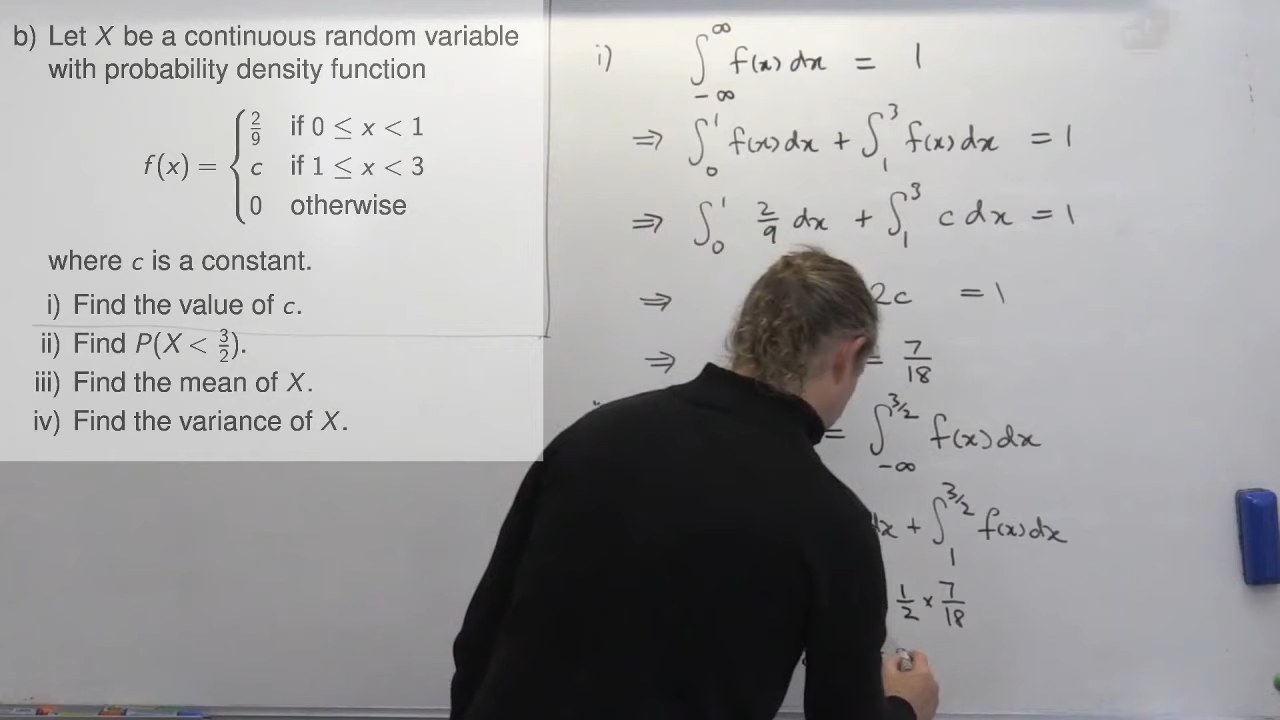 b) Let X be a continuous random variable
with probability density function
f(x) = { 2/9 if 0 ≤ x < 1
c if 1 ≤ x < 3
0 otherwise
where c is a constant.
i) Find the value of c.
ii) Find P(X < 3/2).
iii) Find the mean of X.
iv) Find the variance of X.
i) ∫_{-∞}^{∞} f(x) dx = 1
⇒ ∫_0^1 f(x) dx + ∫_1^3 f(x) dx = 1
⇒ ∫_0^1 2/9 dx + ∫_1^3 c dx = 1
⇒ 2c = 1
⇒ = 7/18
= ∫_{-∞}^{3/2} f(x) dx
dx + ∫_1^{3/2} f(x) dx
1/2 × 7/18